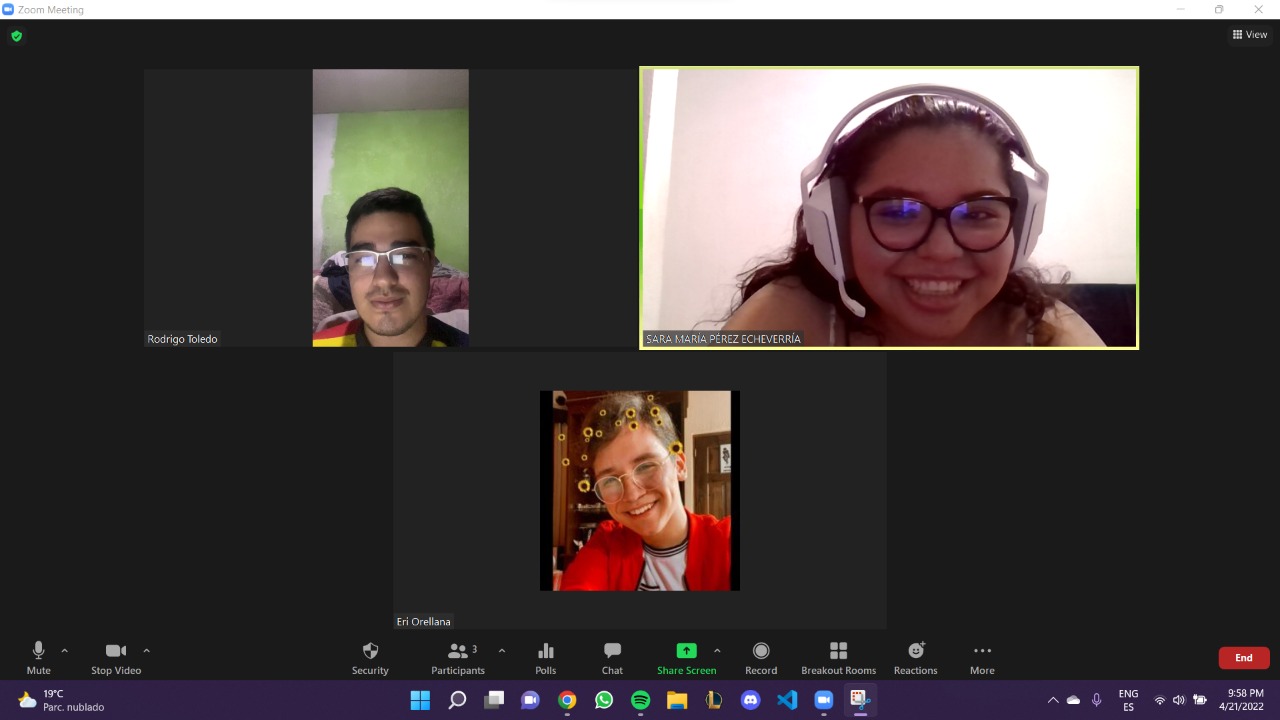 Zoom Meeting
View
Rodrigo Toledo
SARA MARÍA PÉREZ ECHEVERRÍA
Eri Orellana
Mute
Stop Video
Security
3
Participants
Polls
Chat
Share Screen
Record
Breakout Rooms
Reactions
More
End
19°C
Parc. nublado
ENG
ES
9:58 PM
4/21/2022